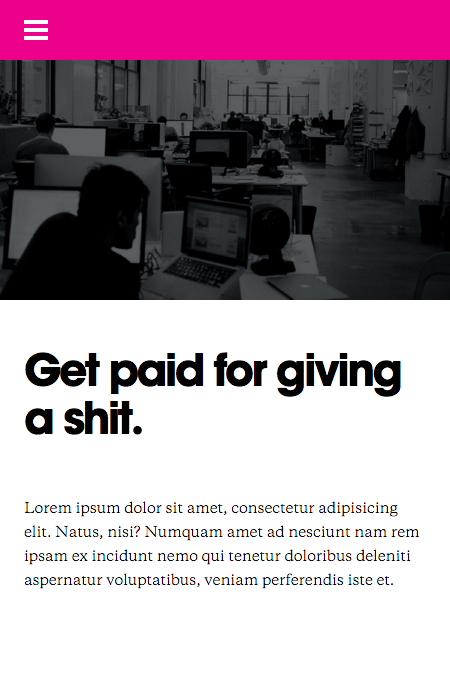 Get paid for giving
a shit.
Lorem ipsum dolor sit amet, consectetur adipisicing
elit. Natus, nisi? Numquam amet ad nesciunt nam rem
ipsam ex incidunt nemo qui tenetur doloribus deleniti
aspernatur voluptatibus, veniam perferendis iste et.